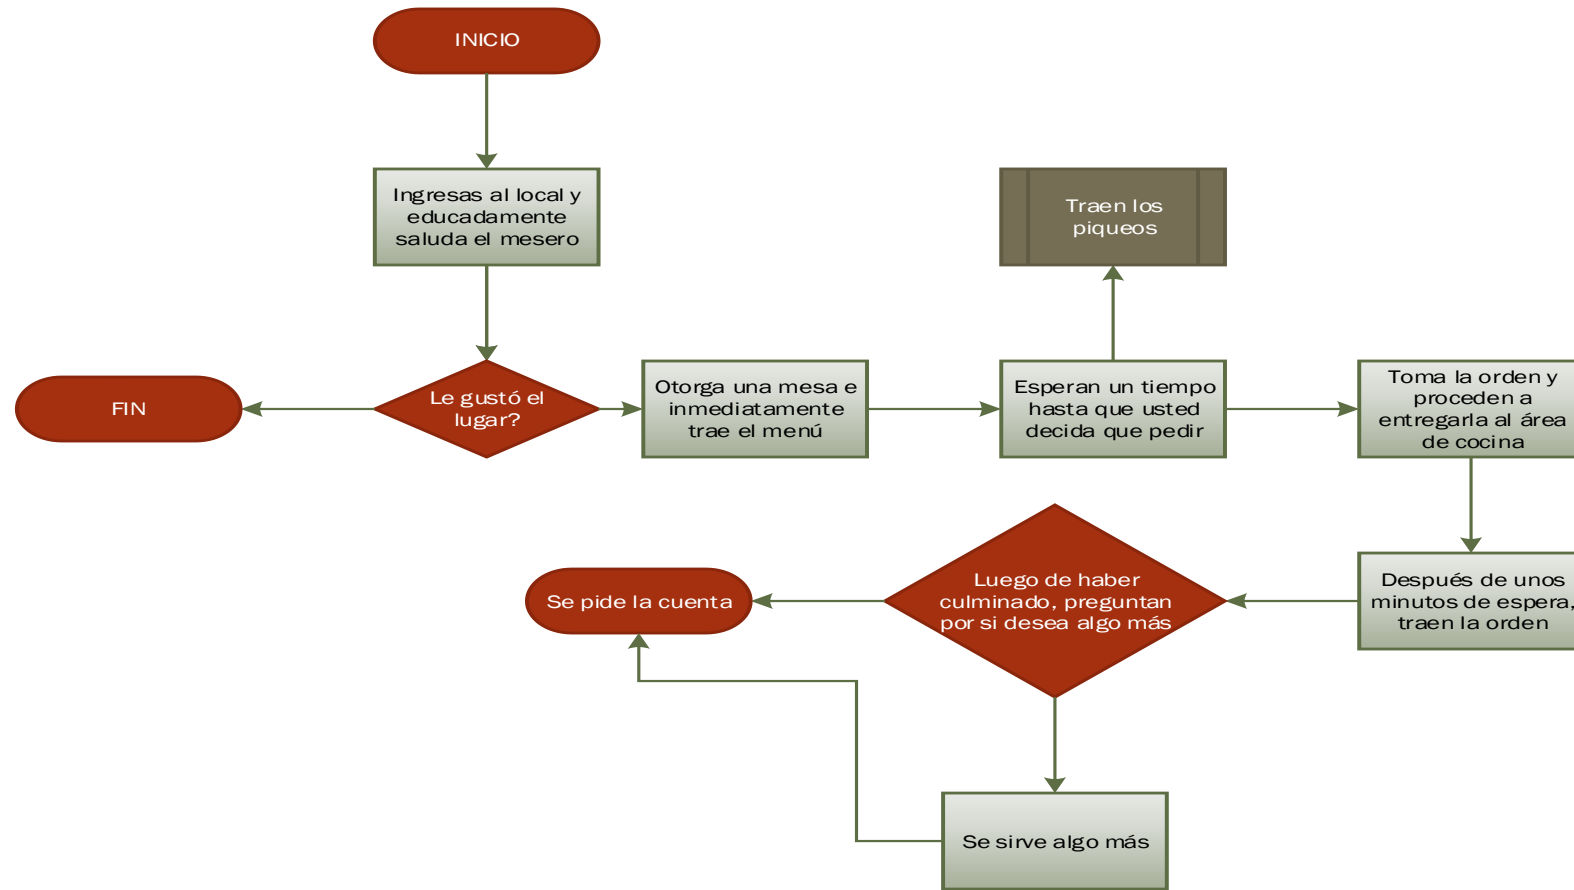 INICIO
Ingresas al local y
educadamente
saluda el mesero
Traen los
piqueos
FIN
Le gustó el
lugar?
Otorga una mesa e
inmediatamente
trae el menú
Esperan un tiempo
hasta que usted
decida que pedir
Toma la orden y
proceden a
entregarla al área
de cocina
Se pide la cuenta
Luego de haber
culminado, preguntan
por si desea algo más
Después de unos
minutos de espera,
traen la orden
Se sirve algo más